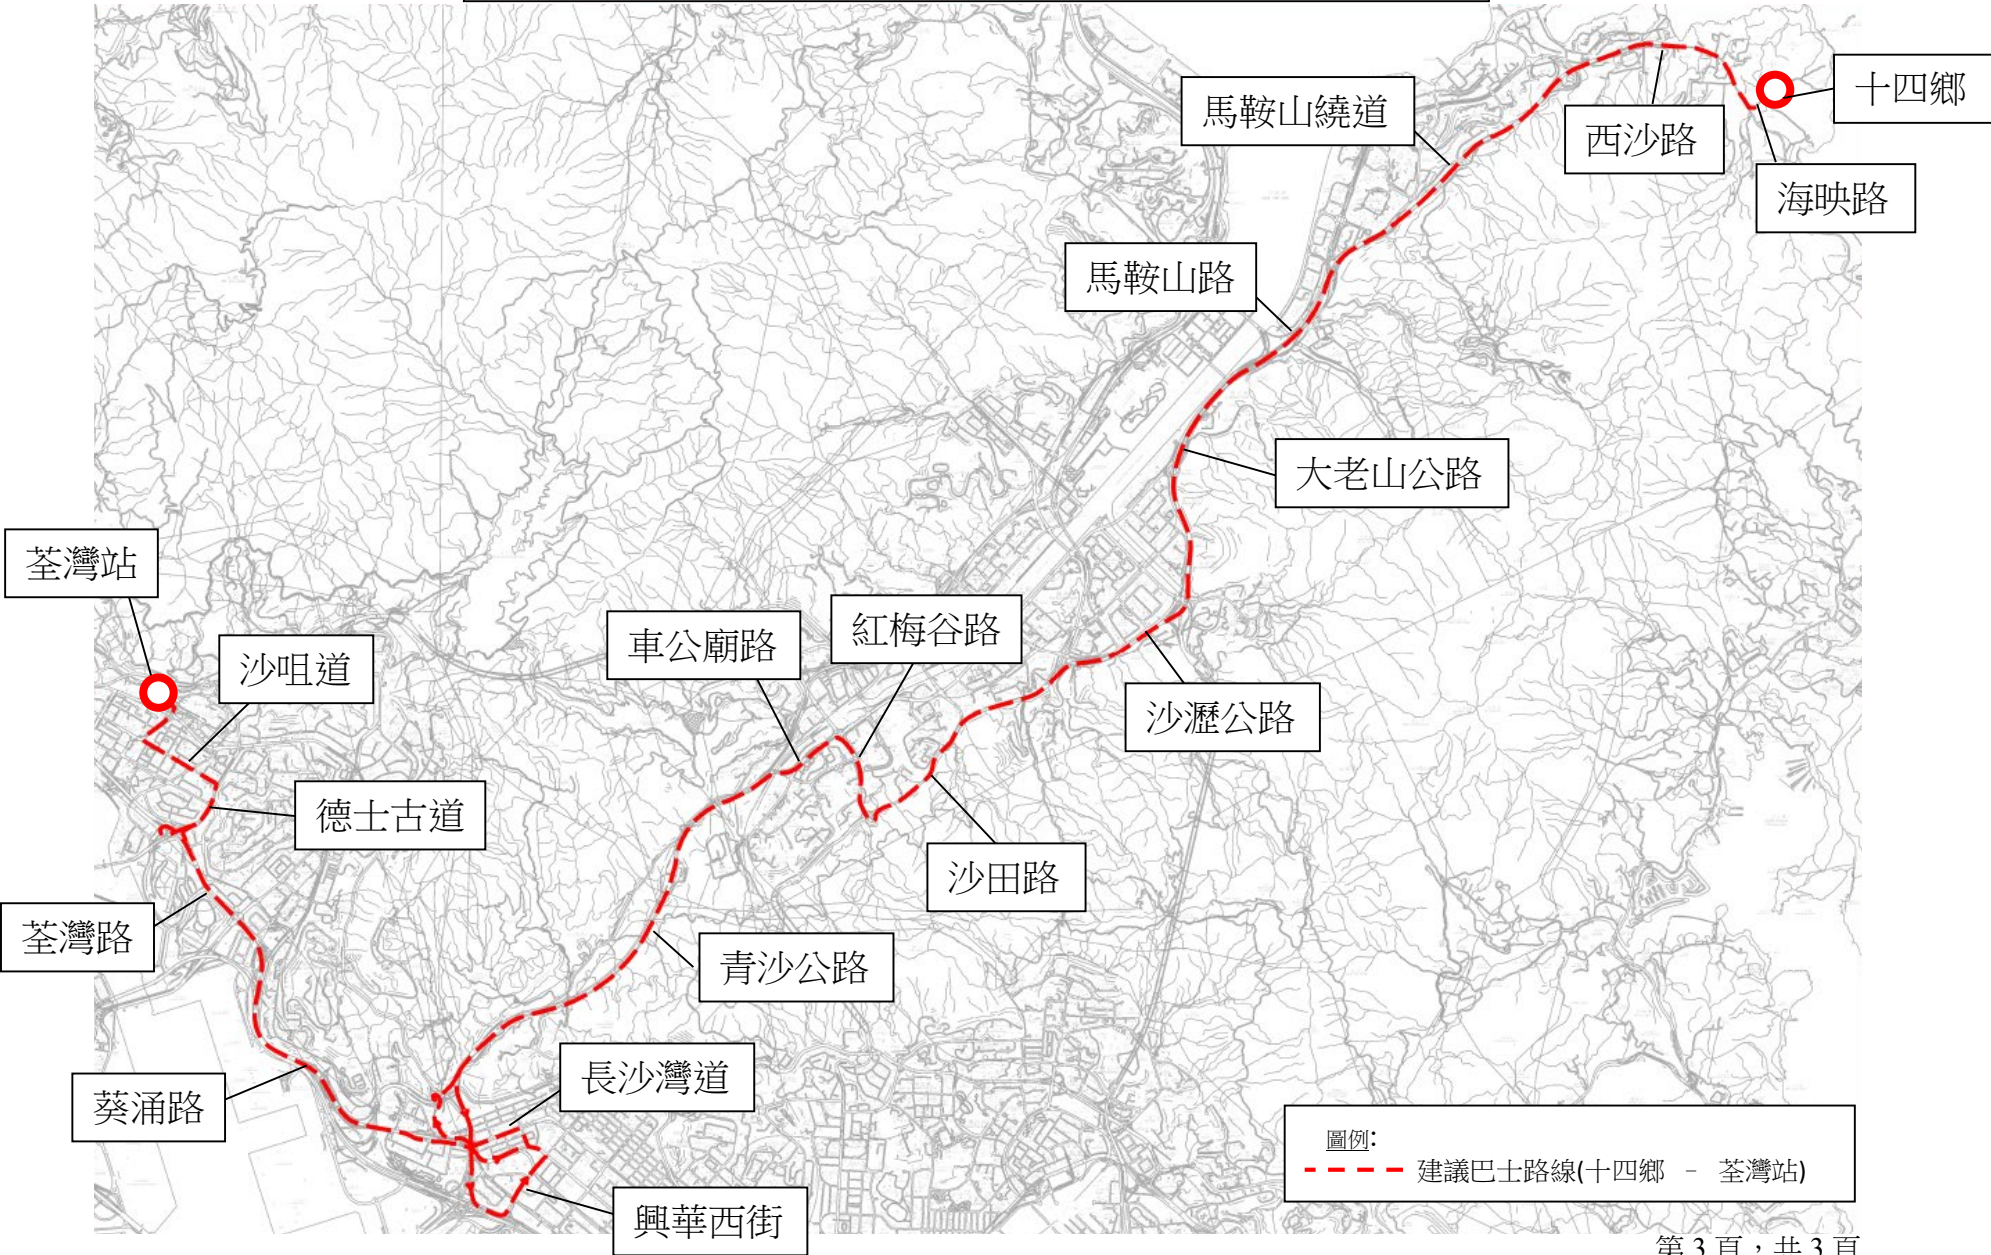 十四鄉
馬鞍山繞道
西沙路
海映路
馬鞍山路
大老山公路
荃灣站
沙咀道
車公廟路
紅梅谷路
沙瀝公路
德士古道
沙田路
荃灣路
青沙公路
長沙灣道
葵涌路
興華西街
圖例:
建議巴士路線(十四鄉 - 荃灣站)
第 3 頁，共 3 頁